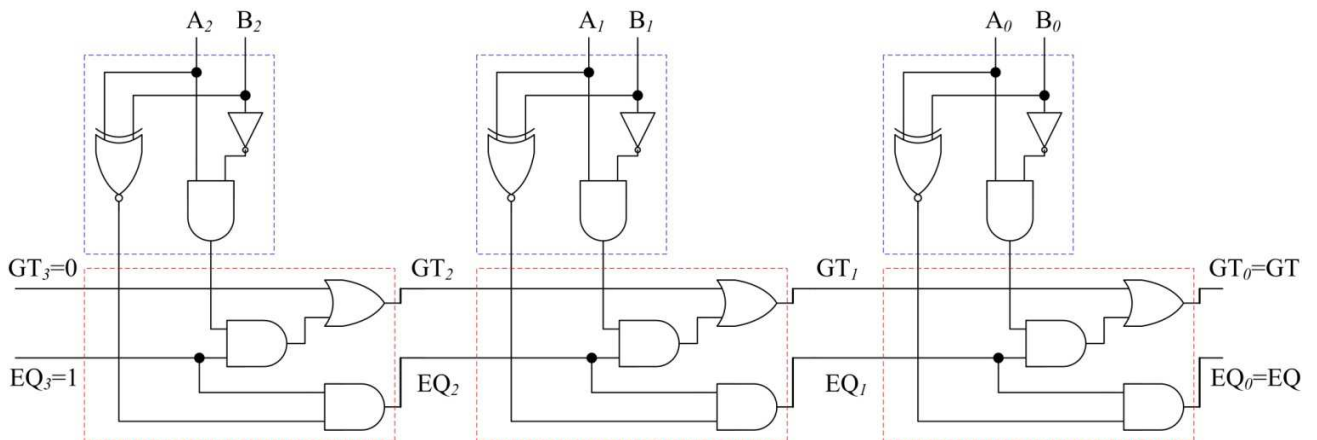 A₂ B₂ A₁ B₁ A₀ B₀
GT₃=0 GT₂ GT₁ GT₀=GT
EQ₃=1 EQ₂ EQ₁ EQ₀=EQ